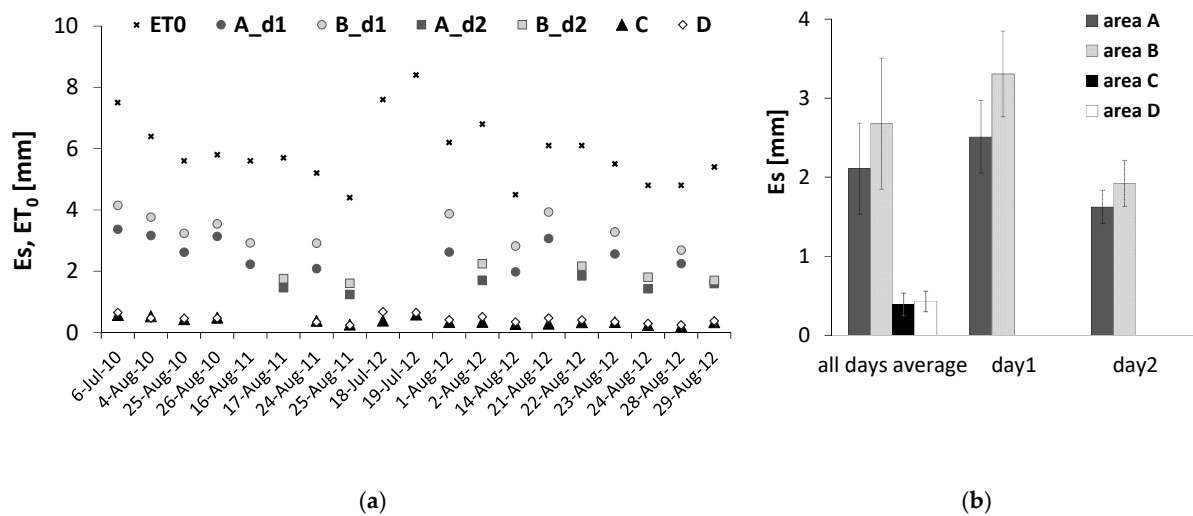 10
8
6
4
2
0
Es, ET0 [mm]
ET0 A_d1 B_d1 A_d2 B_d2 C D
6-Jul-10
4-Aug-10
25-Aug-10
26-Aug-10
16-Aug-11
17-Aug-11
24-Aug-11
25-Aug-11
18-Jul-12
19-Jul-12
1-Aug-12
2-Aug-12
14-Aug-12
21-Aug-12
22-Aug-12
23-Aug-12
24-Aug-12
28-Aug-12
29-Aug-12
(a)
4
3
2
1
0
Es [mm]
area A
area B
area C
area D
all days average day1 day2
(b)